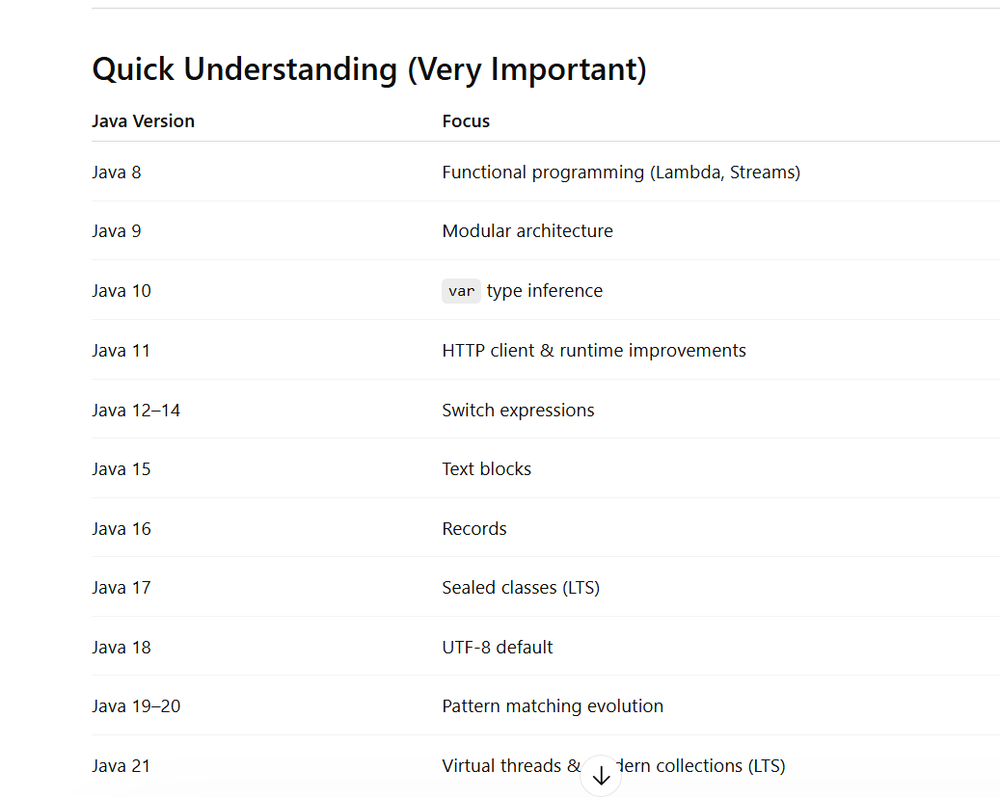 Quick Understanding (Very Important)
Java Version Focus
Java 8 Functional programming (Lambda, Streams)
Java 9 Modular architecture
Java 10 var type inference
Java 11 HTTP client & runtime improvements
Java 12–14 Switch expressions
Java 15 Text blocks
Java 16 Records
Java 17 Sealed classes (LTS)
Java 18 UTF-8 default
Java 19–20 Pattern matching evolution
Java 21 Virtual threads & collections (LTS)